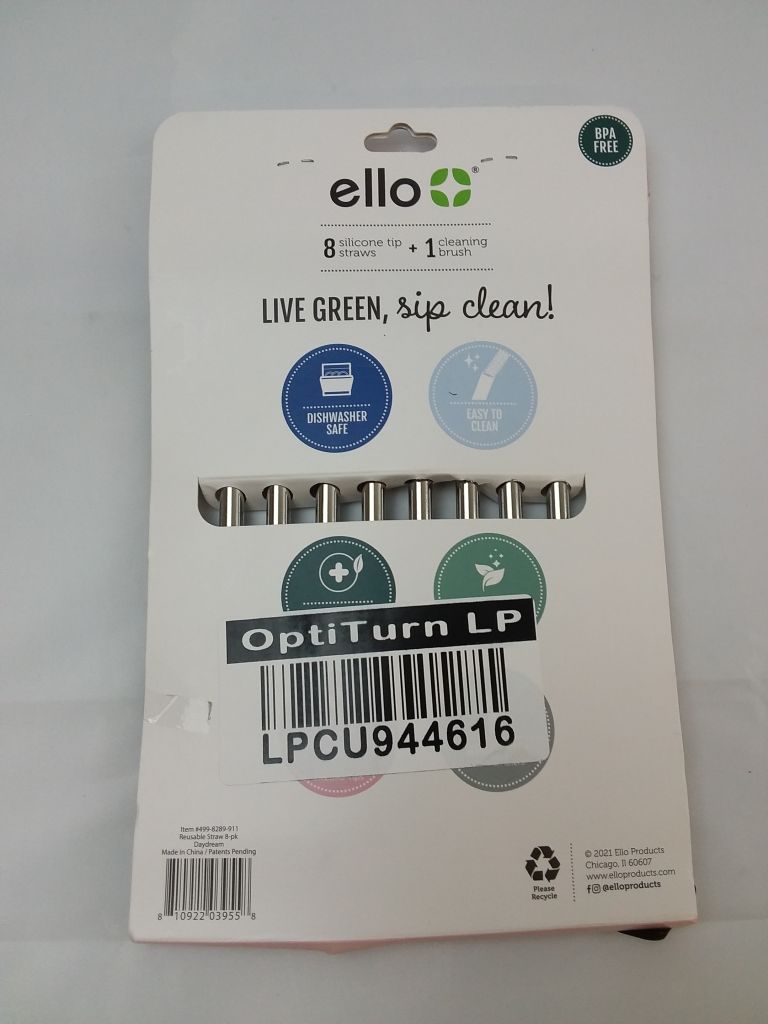 BPA
FREE
ello®
8 silicone tip
straws + 1 cleaning
brush
LIVE GREEN, sip clean!
DISHWASHER
SAFE
EASY TO
CLEAN
OptiTurn LP
LPCU944616
Item #499-8289-911
Reusable Straw 8-pk
Daydream
Made in China / Patents Pending
8 10922 03955 8
Please
Recycle
© 2021 Ello Products
Chicago, Il 60607
www.elloproducts.com
@elloproducts